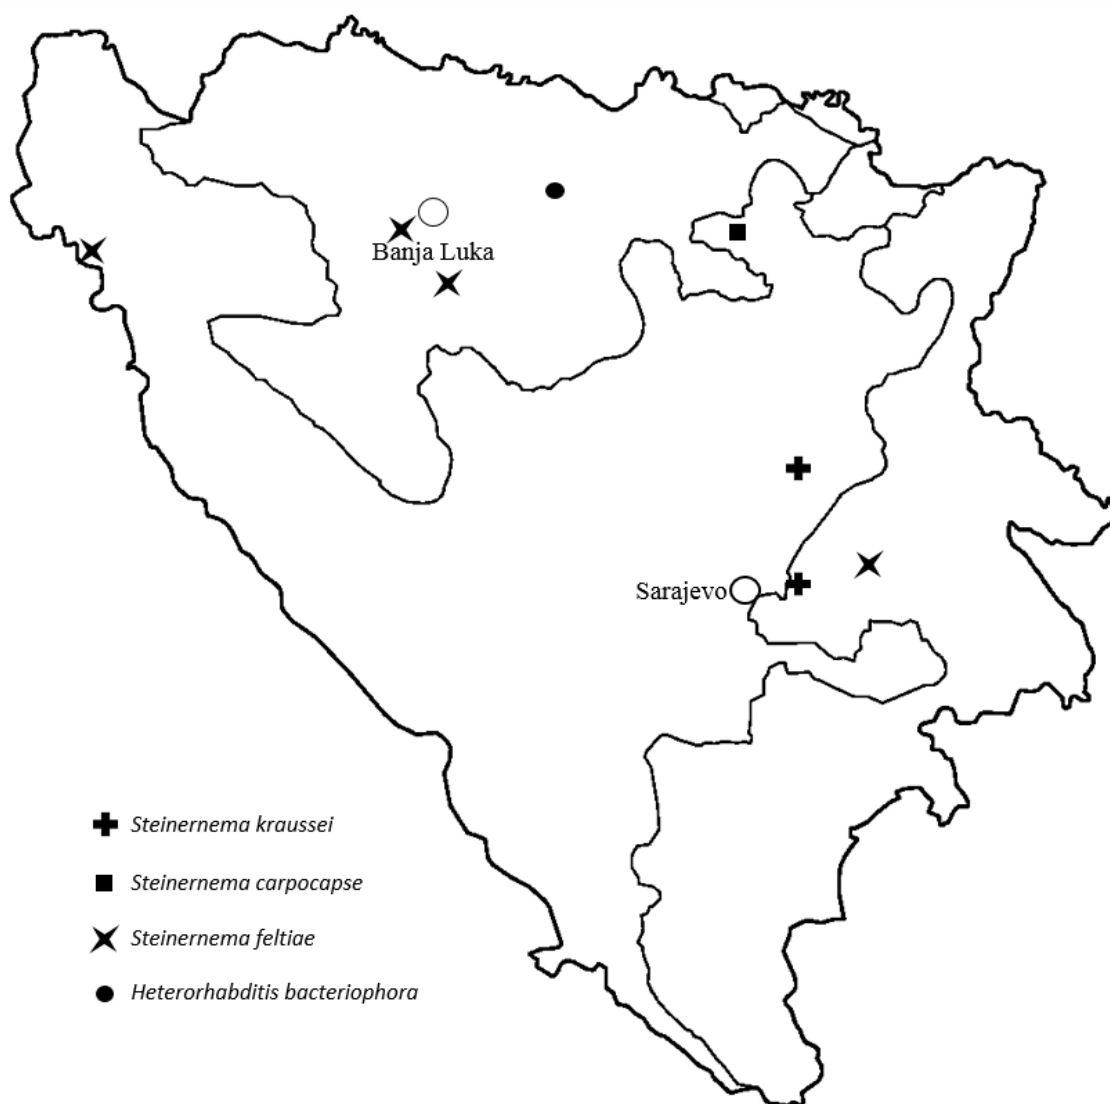 Banja Luka
Sarajevo
Steinernema kraussei
Steinernema carpocapse
Steinernema feltiae
Heterorhabditis bacteriophora